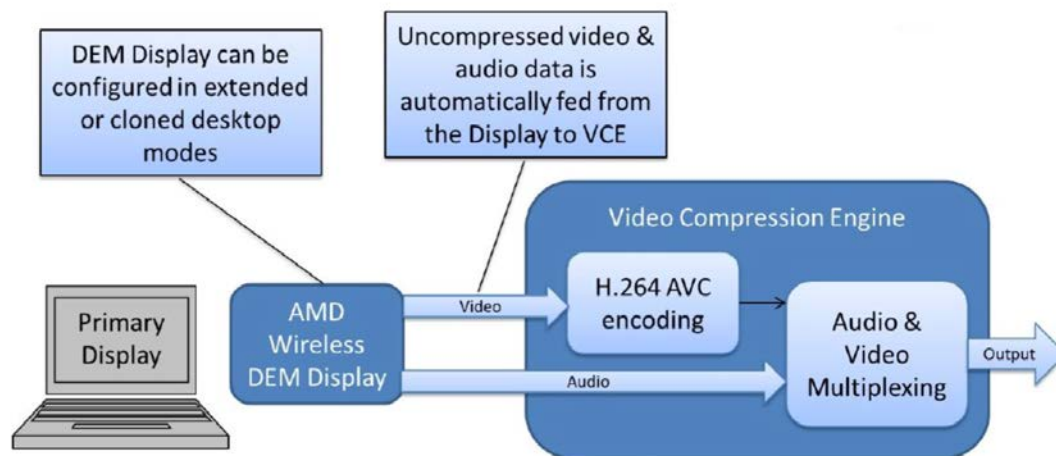 DEM Display can be
configured in extended
or cloned desktop
modes
Uncompressed video &
audio data is
automatically fed from
the Display to VCE
Video Compression Engine
Primary
Display
AMD
Wireless
DEM Display
Video
Audio
H.264 AVC
encoding
Audio &
Video
Multiplexing
Output